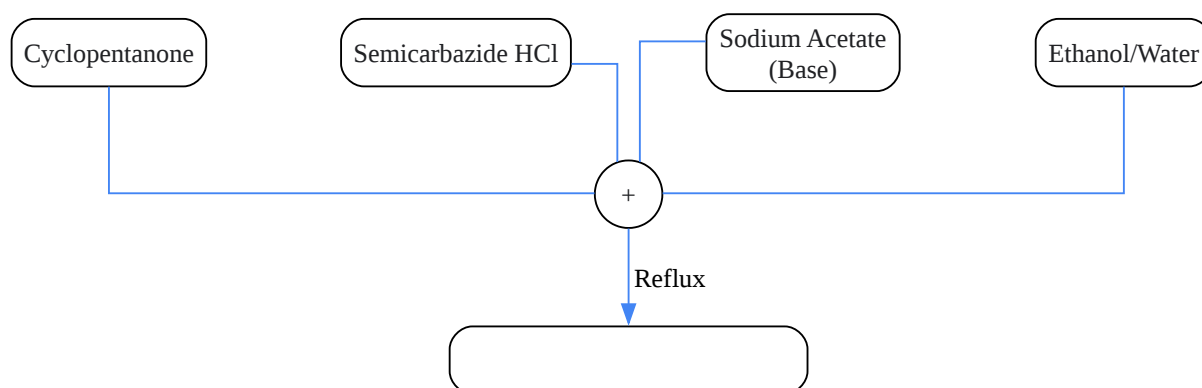 Cyclopentanone
Semicarbazide HCl
Sodium Acetate
(Base)
Ethanol/Water
+
Reflux